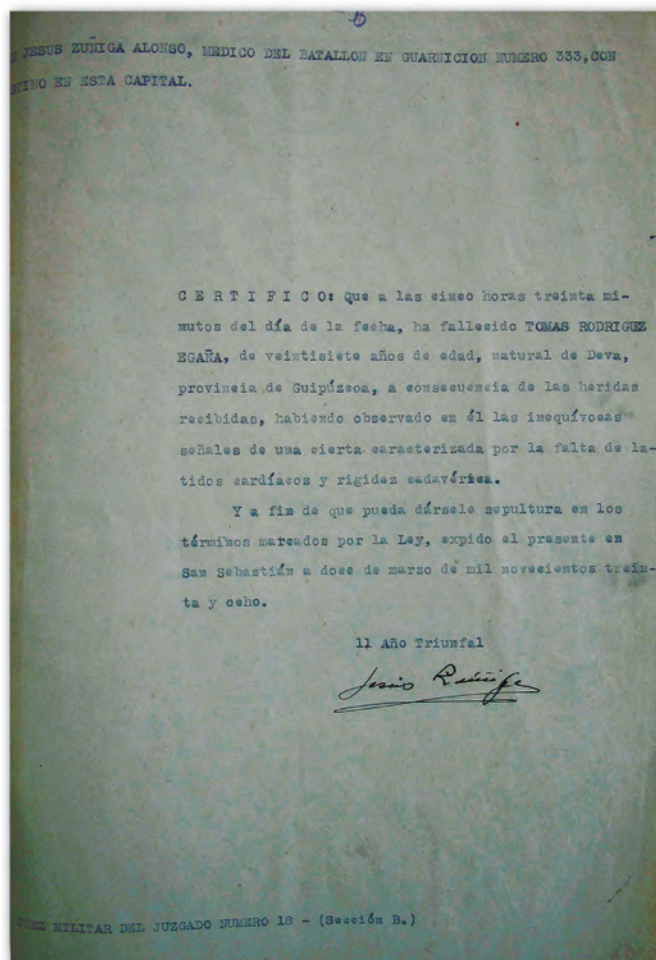 JESUS ZUÑIGA ALONSO, MEDICO DEL BATALLON EN GUARNICION NUMERO 333, CON
TINO EN ESTA CAPITAL.
C E R T I F I C O: Que a las cinco horas treinta mi-
nutos del día de la fecha, ha fallecido TOMAS RODRIGUEZ
EGAÑA, de veintisiete años de edad, natural de Deva,
provincia de Guipúzcoa, a consecuencia de las heridas
recibidas, habiendo observado en él las inequívocas
señales de una cierta caracterizada por la falta de la-
tidos cardíacos y rigidez cadavérica.
Y a fin de que pueda dársele sepultura en los
términos marcados por la Ley, expido el presente en
San Sebastián a doce de marzo de mil novecientos trein-
ta y ocho.
11 Año Triunfal
Jesús Zúñiga
JUEZ MILITAR DEL JUZGADO NUMERO 18 - (Sección B.)